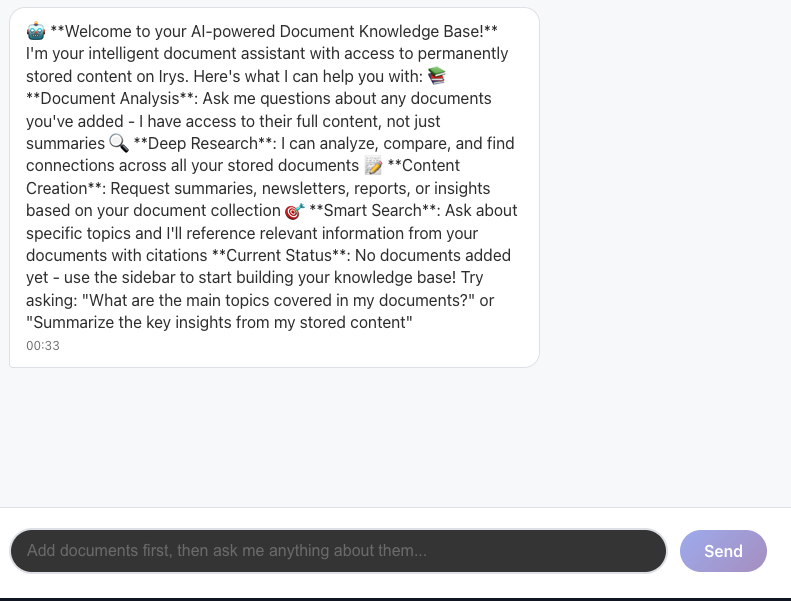 🤖 **Welcome to your AI-powered Document Knowledge Base!**
I'm your intelligent document assistant with access to permanently
stored content on Irys. Here's what I can help you with: 📚
**Document Analysis**: Ask me questions about any documents
you've added - I have access to their full content, not just
summaries 🔍 **Deep Research**: I can analyze, compare, and find
connections across all your stored documents 📝 **Content
Creation**: Request summaries, newsletters, reports, or insights
based on your document collection 🎯 **Smart Search**: Ask about
specific topics and I'll reference relevant information from your
documents with citations **Current Status**: No documents added
yet - use the sidebar to start building your knowledge base! Try
asking: "What are the main topics covered in my documents?" or
"Summarize the key insights from my stored content"
00:33
Add documents first, then ask me anything about them...
Send